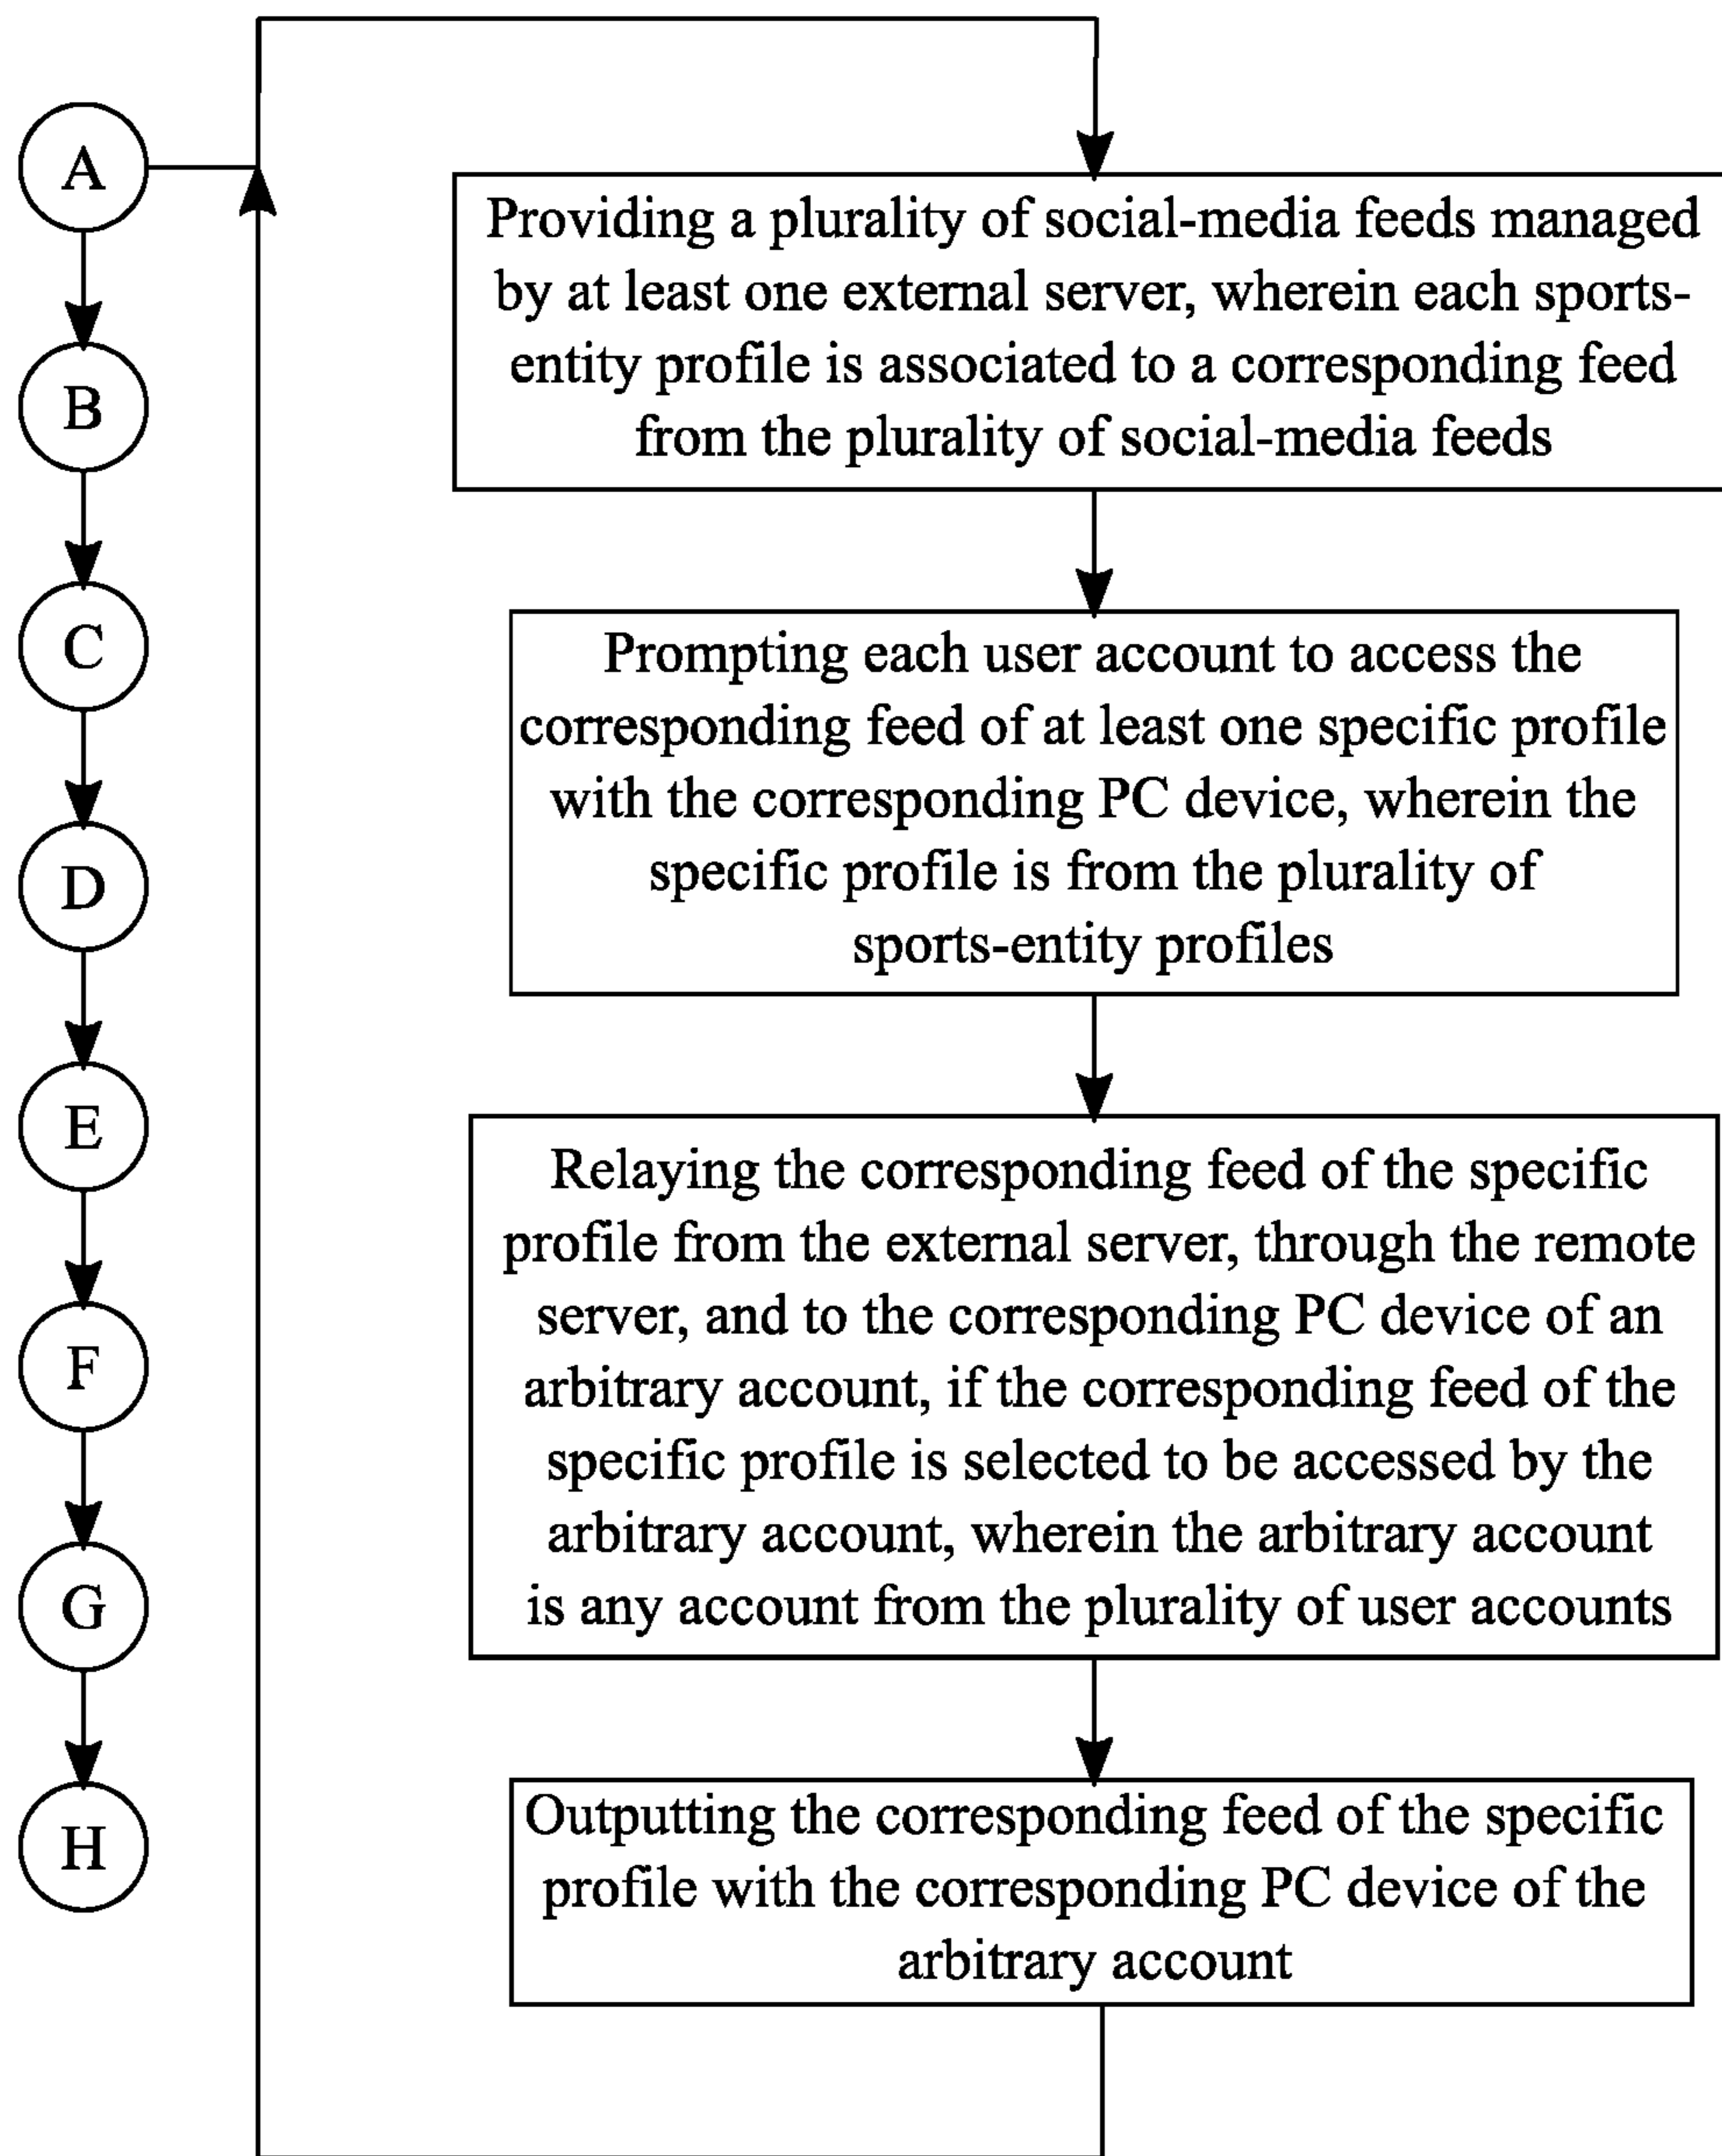 A
B
C
D
E
F
G
H
Providing a plurality of social-media feeds managed
by at least one external server, wherein each sports-
entity profile is associated to a corresponding feed
from the plurality of social-media feeds
Prompting each user account to access the
corresponding feed of at least one specific profile
with the corresponding PC device, wherein the
specific profile is from the plurality of
sports-entity profiles
Relaying the corresponding feed of the specific
profile from the external server, through the remote
server, and to the corresponding PC device of an
arbitrary account, if the corresponding feed of the
specific profile is selected to be accessed by the
arbitrary account, wherein the arbitrary account
is any account from the plurality of user accounts
Outputting the corresponding feed of the specific
profile with the corresponding PC device of the
arbitrary account